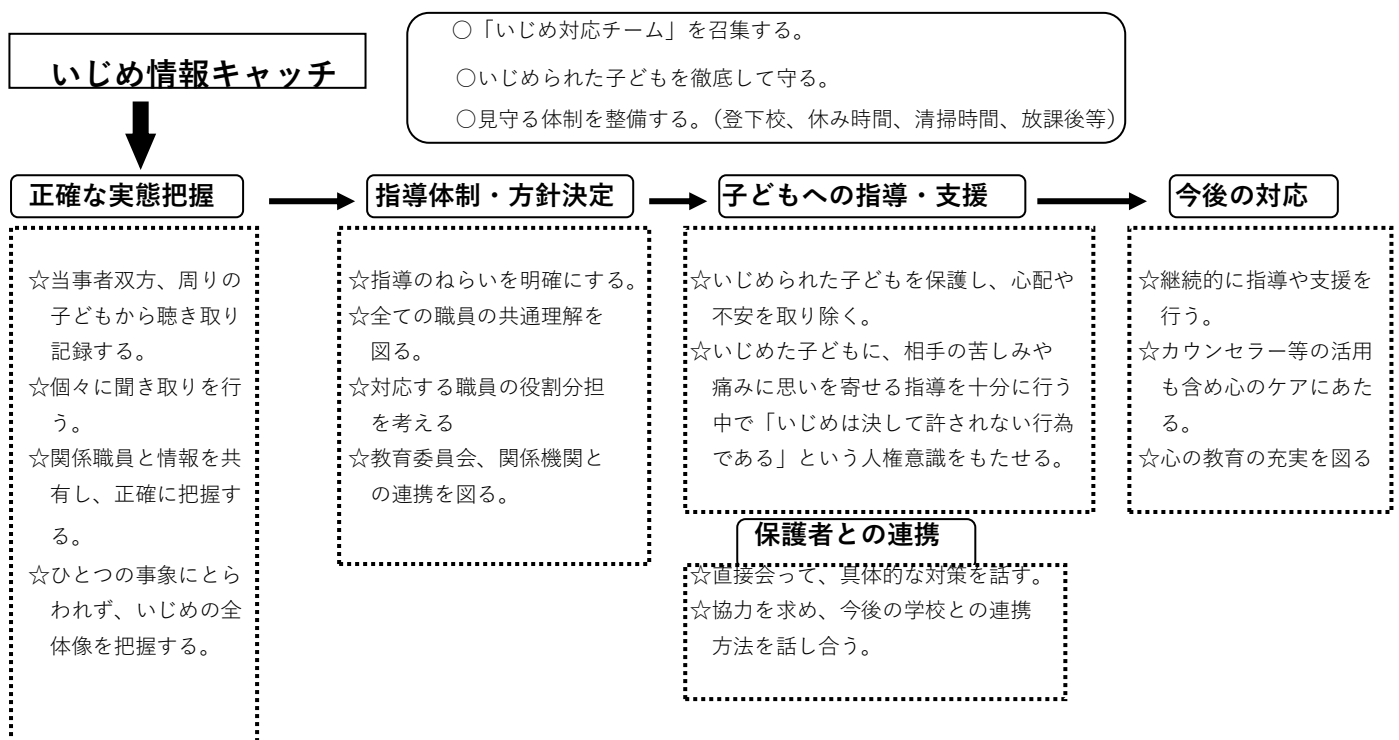 いじめ情報キャッチ
○「いじめ対応チーム」を召集する。
○いじめられた子どもを徹底して守る。
○見守る体制を整備する。（登下校、休み時間、清掃時間、放課後等）
正確な実態把握
☆当事者双方、周りの
子どもから聴き取り
記録する。
☆個々に聞き取りを行
う。
☆関係職員と情報を共
有し、正確に把握す
る。
☆ひとつの事象にとら
われず、いじめの全
体像を把握する。
指導体制・方針決定
☆指導のねらいを明確にする。
☆全ての職員の共通理解を
図る。
☆対応する職員の役割分担
を考える
☆教育委員会、関係機関と
の連携を図る。
子どもへの指導・支援
☆いじめられた子どもを保護し、心配や
不安を取り除く。
☆いじめた子どもに、相手の苦しみや
痛みに思いを寄せる指導を十分に行う
中で「いじめは決して許されない行為
である」という人権意識をもたせる。
保護者との連携
☆直接会って、具体的な対策を話す。
☆協力を求め、今後の学校との連携
方法を話し合う。
今後の対応
☆継続的に指導や支援を
行う。
☆カウンセラー等の活用
も含め心のケアにあた
る。
☆心の教育の充実を図る